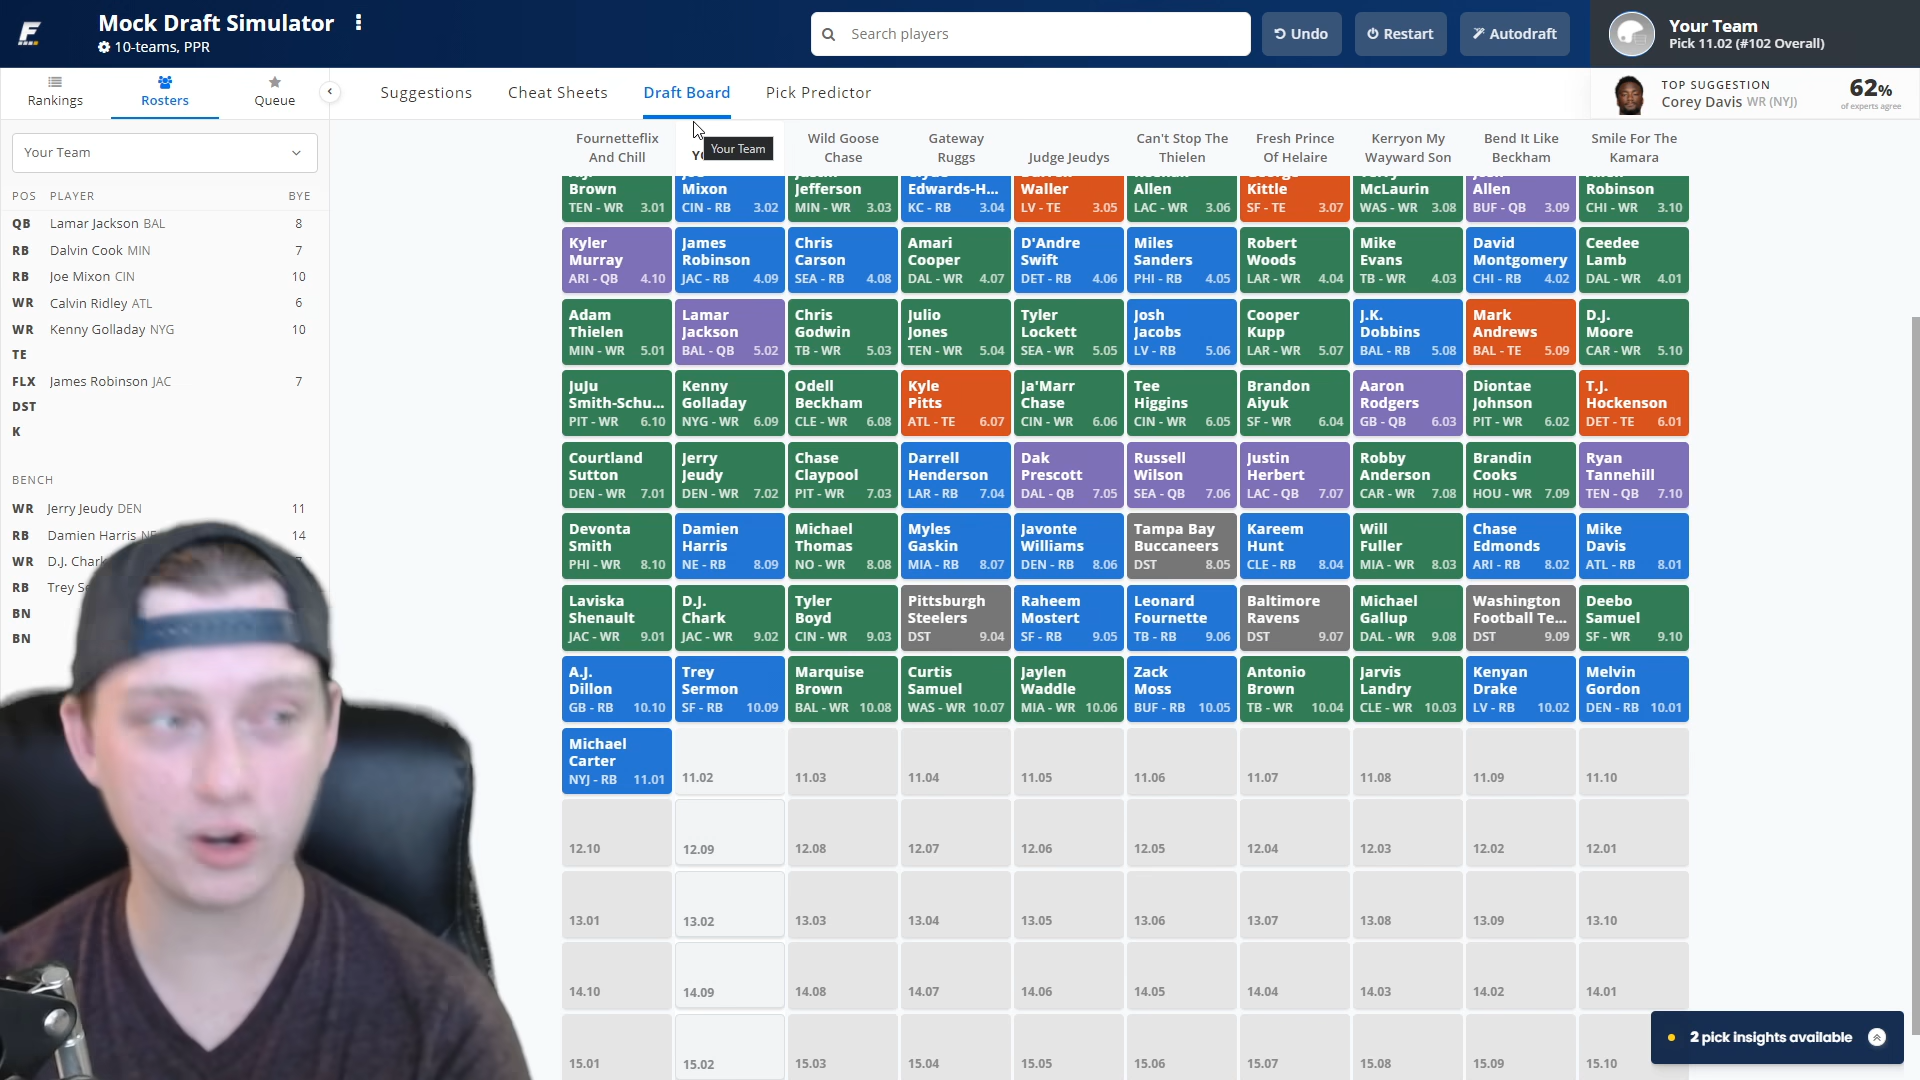 Mock Draft Simulator
10-teams, PPR
Search players
Undo
Restart
Autodraft
Your Team
Pick 11.02 (#102 Overall)
Rankings
Rosters
Queue
Suggestions
Cheat Sheets
Draft Board
Pick Predictor
TOP SUGGESTION
Corey Davis WR (NYJ)
62%
of experts agree
Your Team
POS PLAYER BYE
QB Lamar Jackson BAL 8
RB Dalvin Cook MIN 7
RB Joe Mixon CIN 10
WR Calvin Ridley ATL 6
WR Kenny Golladay NYG 10
TE
FLX James Robinson JAC 7
DST
K
BENCH
WR Jerry Jeudy DEN 11
RB Damien Harris 14
WR D.J. Chark
RB Trey
BN
BN
Fournetteflix And Chill
Your Team
Wild Goose Chase
Gateway Ruggs
Judge Jeudys
Can't Stop The Thielen
Fresh Prince Of Helaire
Kerryon My Wayward Son
Bend It Like Beckham
Smile For The Kamara
Brown TEN - WR 3.01
Mixon CIN - RB 3.02
Jefferson MIN - WR 3.03
Edwards-H... KC - RB 3.04
Waller LV - TE 3.05
Allen LAC - WR 3.06
Kittle SF - TE 3.07
McLaurin WAS - WR 3.08
Allen BUF - QB 3.09
Robinson CHI - WR 3.10
Kyler Murray ARI - QB 4.10
James Robinson JAC - RB 4.09
Chris Carson SEA - RB 4.08
Amari Cooper DAL - WR 4.07
D'Andre Swift DET - RB 4.06
Miles Sanders PHI - RB 4.05
Robert Woods LAR - WR 4.04
Mike Evans TB - WR 4.03
David Montgomery CHI - RB 4.02
Ceedee Lamb DAL - WR 4.01
Adam Thielen MIN - WR 5.01
Lamar Jackson BAL - QB 5.02
Chris Godwin TB - WR 5.03
Julio Jones TEN - WR 5.04
Tyler Lockett SEA - WR 5.05
Josh Jacobs LV - RB 5.06
Cooper Kupp LAR - WR 5.07
J.K. Dobbins BAL - RB 5.08
Mark Andrews BAL - TE 5.09
D.J. Moore CAR - WR 5.10
JuJu Smith-Schu... PIT - WR 6.10
Kenny Golladay NYG - WR 6.09
Odell Beckham CLE - WR 6.08
Kyle Pitts ATL - TE 6.07
Ja'Marr Chase CIN - WR 6.06
Tee Higgins CIN - WR 6.05
Brandon Aiyuk SF - WR 6.04
Aaron Rodgers GB - QB 6.03
Diontae Johnson PIT - WR 6.02
T.J. Hockenson DET - TE 6.01
Courtland Sutton DEN - WR 7.01
Jerry Jeudy DEN - WR 7.02
Chase Claypool PIT - WR 7.03
Darrell Henderson LAR - RB 7.04
Dak Prescott DAL - QB 7.05
Russell Wilson SEA - QB 7.06
Justin Herbert LAC - QB 7.07
Robby Anderson CAR - WR 7.08
Brandin Cooks HOU - WR 7.09
Ryan Tannehill TEN - QB 7.10
Devonta Smith PHI - WR 8.10
Damien Harris NE - RB 8.09
Michael Thomas NO - WR 8.08
Myles Gaskin MIA - RB 8.07
Javonte Williams DEN - RB 8.06
Tampa Bay Buccaneers DST 8.05
Kareem Hunt CLE - RB 8.04
Will Fuller MIA - WR 8.03
Chase Edmonds ARI - RB 8.02
Mike Davis ATL - RB 8.01
Laviska Shenault JAC - WR 9.01
D.J. Chark JAC - WR 9.02
Tyler Boyd CIN - WR 9.03
Pittsburgh Steelers DST 9.04
Raheem Mostert SF - RB 9.05
Leonard Fournette TB - RB 9.06
Baltimore Ravens DST 9.07
Michael Gallup DAL - WR 9.08
Washington Football Te... DST 9.09
Deebo Samuel SF - WR 9.10
A.J. Dillon GB - RB 10.10
Trey Sermon SF - RB 10.09
Marquise Brown BAL - WR 10.08
Curtis Samuel WAS - WR 10.07
Jaylen Waddle MIA - WR 10.06
Zack Moss BUF - RB 10.05
Antonio Brown TB - WR 10.04
Jarvis Landry CLE - WR 10.03
Kenyan Drake LV - RB 10.02
Melvin Gordon DEN - RB 10.01
Michael Carter NYJ - RB 11.01
11.02 11.03 11.04 11.05 11.06 11.07 11.08 11.09 11.10
12.10 12.09 12.08 12.07 12.06 12.05 12.04 12.03 12.02 12.01
13.01 13.02 13.03 13.04 13.05 13.06 13.07 13.08 13.09 13.10
14.10 14.09 14.08 14.07 14.06 14.05 14.04 14.03 14.02 14.01
15.01 15.02 15.03 15.04 15.05 15.06 15.07 15.08 15.09 15.10
2 pick insights available